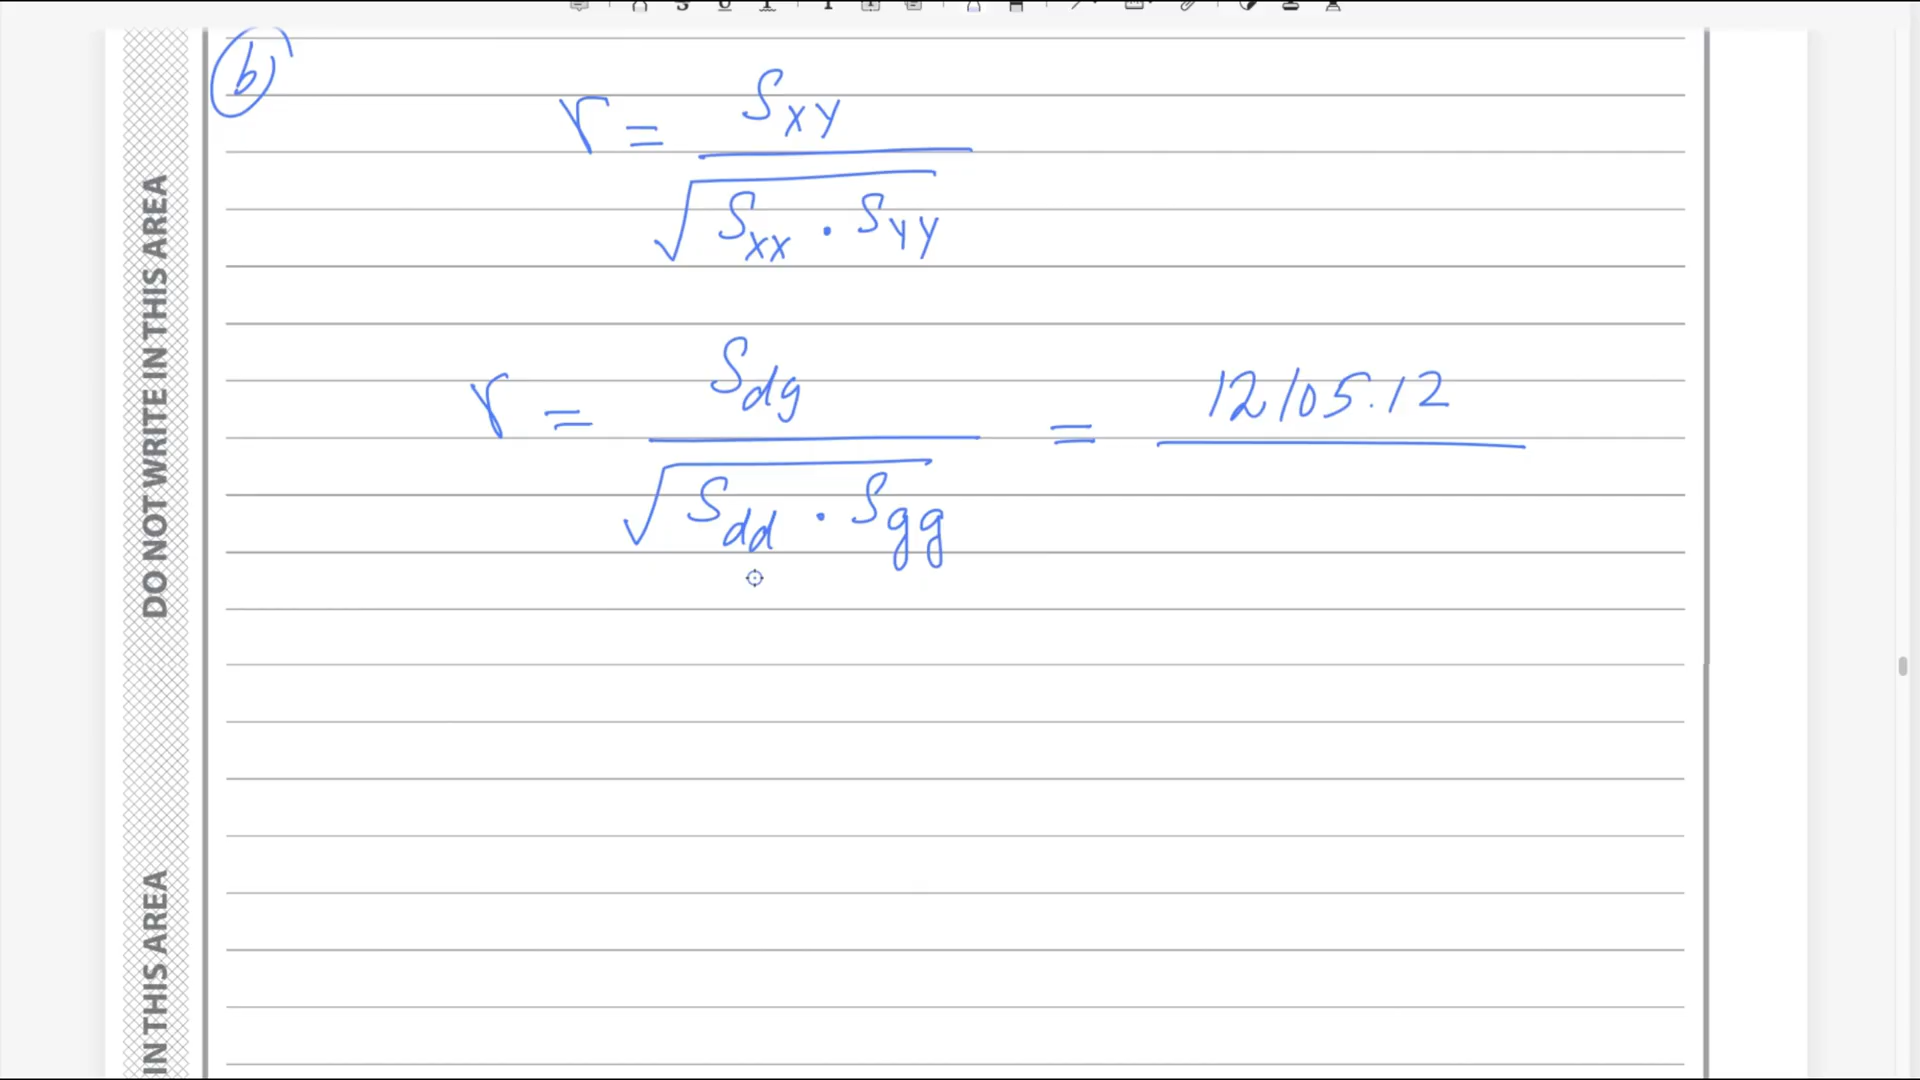 b)
r = Sxy / √(Sxx · Syy)
r = Sdg / √(Sdd · Sgg) = 12105.12
DO NOT WRITE IN THIS AREA
IN THIS AREA